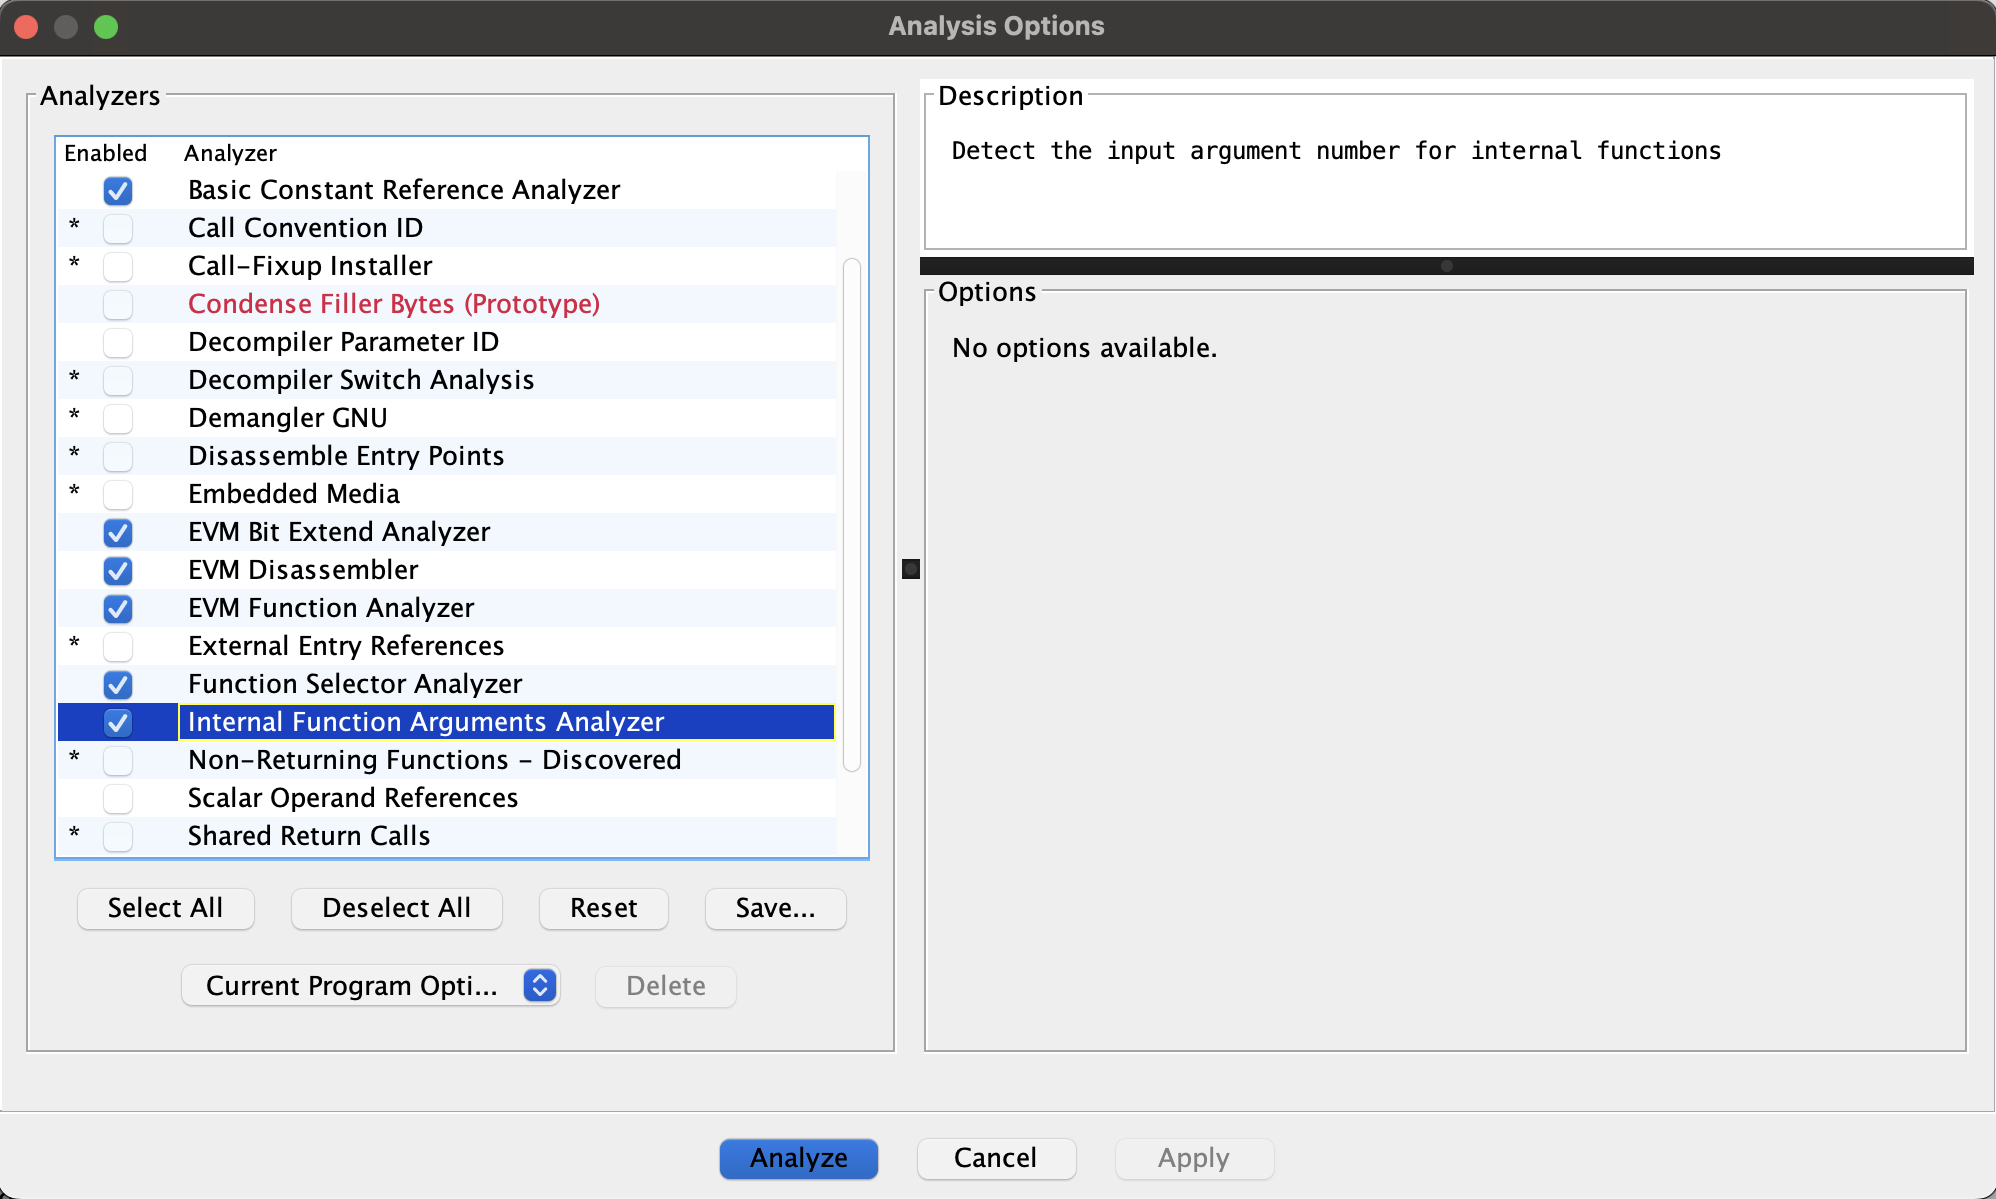 Analysis Options
Analyzers
Enabled Analyzer
Basic Constant Reference Analyzer
* Call Convention ID
* Call-Fixup Installer
Condense Filler Bytes (Prototype)
Decompiler Parameter ID
* Decompiler Switch Analysis
* Demangler GNU
* Disassemble Entry Points
* Embedded Media
EVM Bit Extend Analyzer
EVM Disassembler
EVM Function Analyzer
* External Entry References
Function Selector Analyzer
Internal Function Arguments Analyzer
* Non-Returning Functions - Discovered
Scalar Operand References
* Shared Return Calls
Select All Deselect All Reset Save...
Current Program Opti... Delete
Description
Detect the input argument number for internal functions
Options
No options available.
Analyze Cancel Apply